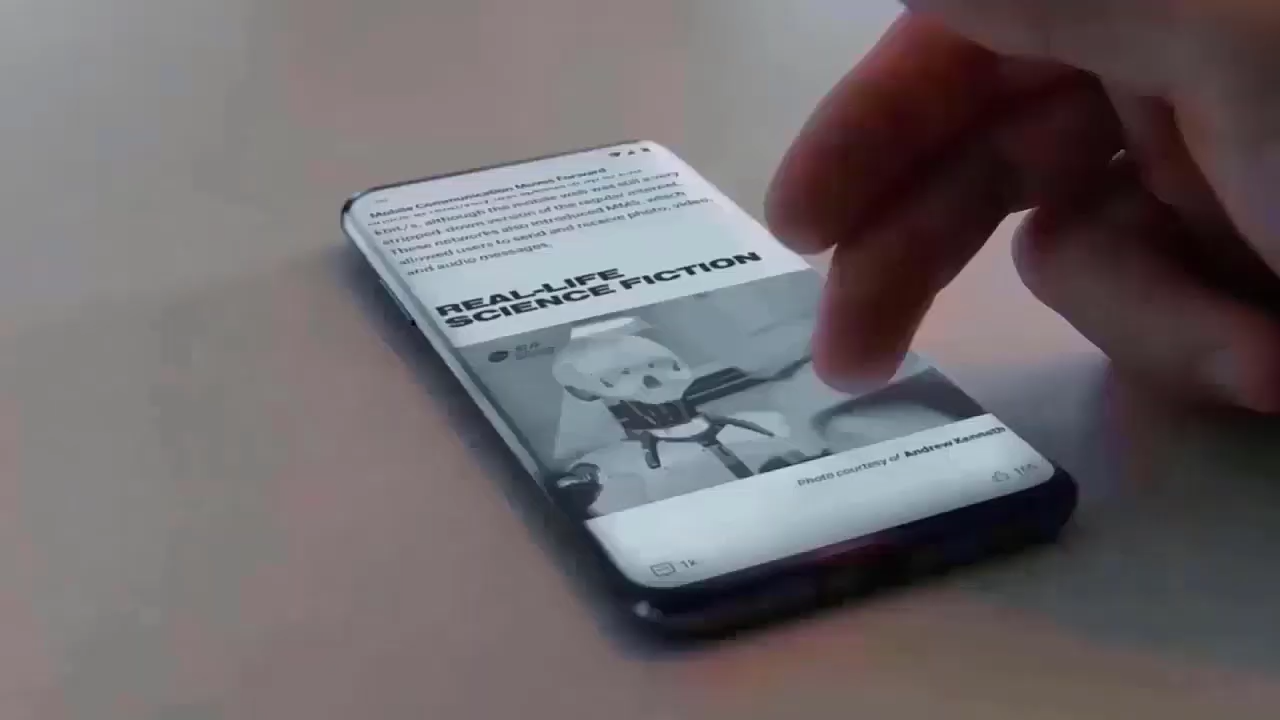 Mobile Communication Moves Forward
kbit/s, although the mobile web was still a very
stripped-down version of the regular internet.
These networks also introduced MMS, which
allowed users to send and receive photo, video,
and audio messages.
REAL-LIFE
SCIENCE FICTION
Photo courtesy of Andrew Kenneth
1k